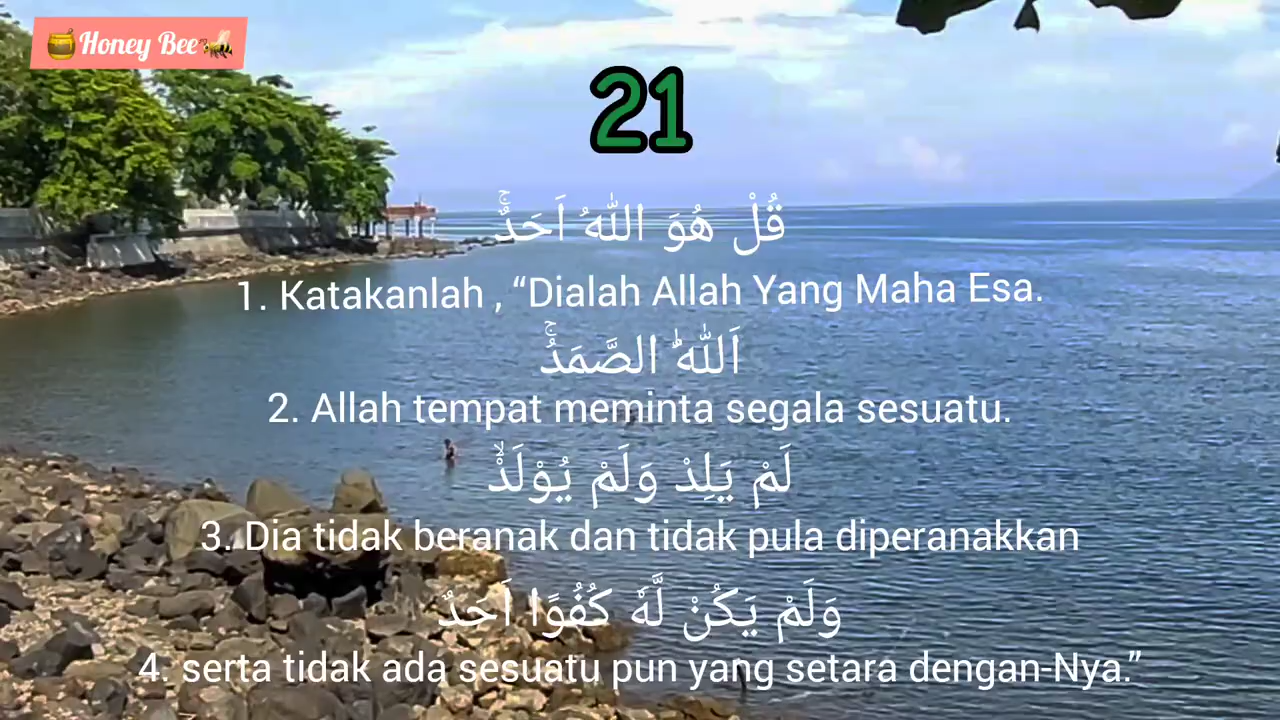 Honey Bee
21
قُلْ هُوَ اللّٰهُ اَحَدٌۚ
1. Katakanlah , “Dialah Allah Yang Maha Esa.
اَللّٰهُ الصَّمَدُۚ
2. Allah tempat meminta segala sesuatu.
لَمْ يَلِدْ وَلَمْ يُوْلَدْۙ
3. Dia tidak beranak dan tidak pula diperanakkan
وَلَمْ يَكُنْ لَّهٗ كُفُوًا اَحَدٌ
4. serta tidak ada sesuatu pun yang setara dengan-Nya.”